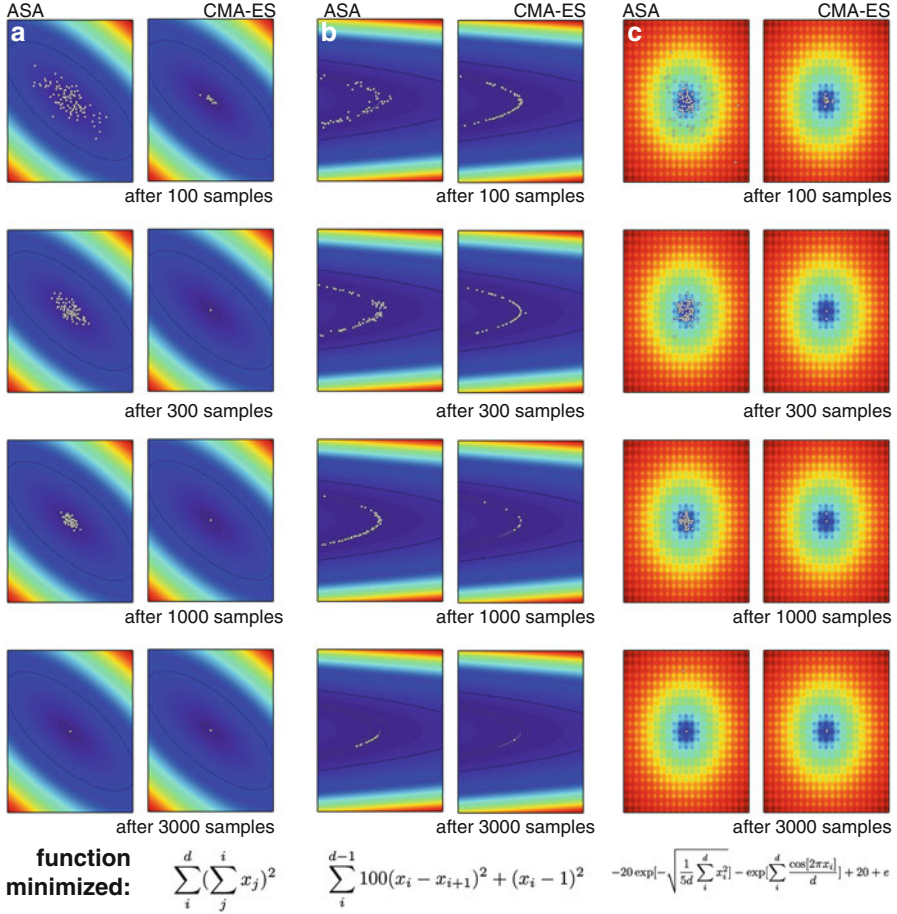 ASA CMA-ES ASA CMA-ES ASA CMA-ES
a b c
after 100 samples after 100 samples after 100 samples
after 300 samples after 300 samples after 300 samples
after 1000 samples after 1000 samples after 1000 samples
after 3000 samples after 3000 samples after 3000 samples
function
minimized:
\sum_{i}^{d}(\sum_{j}^{i} x_j)^2
\sum_{i}^{d-1} 100(x_i - x_{i+1})^2 + (x_i - 1)^2
-20 exp[-\sqrt{\frac{1}{5d}\sum_{i}^{d} x_i^2}] - exp[\sum_{i}^{d} \frac{cos[2πx_i]}{d}] + 20 + e